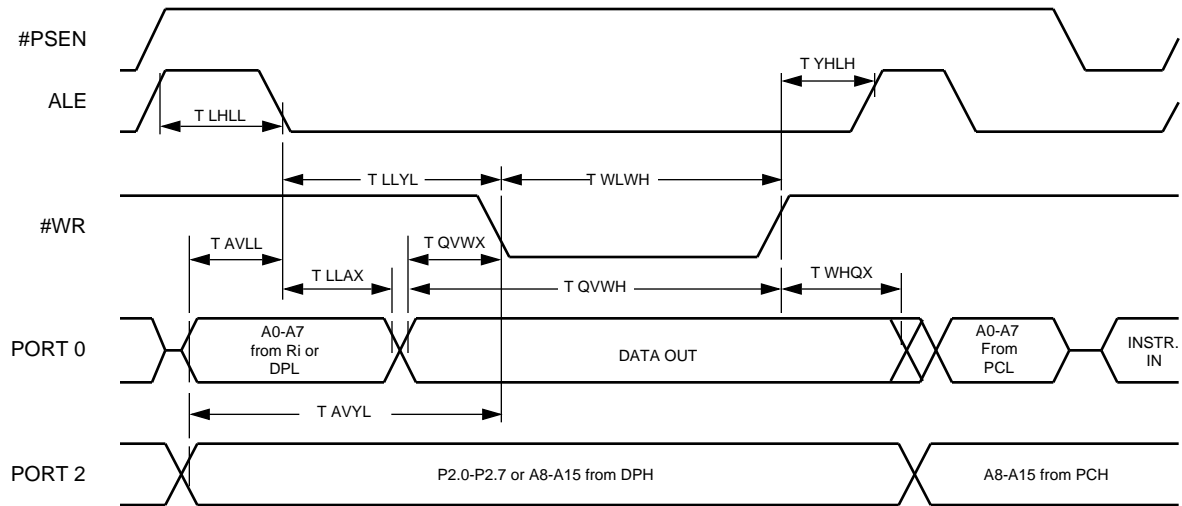 #PSEN
T YHLH
ALE
T LHLL
T LLYL
T WLWH
#WR
T AVLL
T QVWX
T LLAX
T QVWH
T WHQX
PORT 0
A0-A7
from Ri or
DPL
DATA OUT
A0-A7
From
PCL
INSTR.
IN
T AVYL
PORT 2
P2.0-P2.7 or A8-A15 from DPH
A8-A15 from PCH